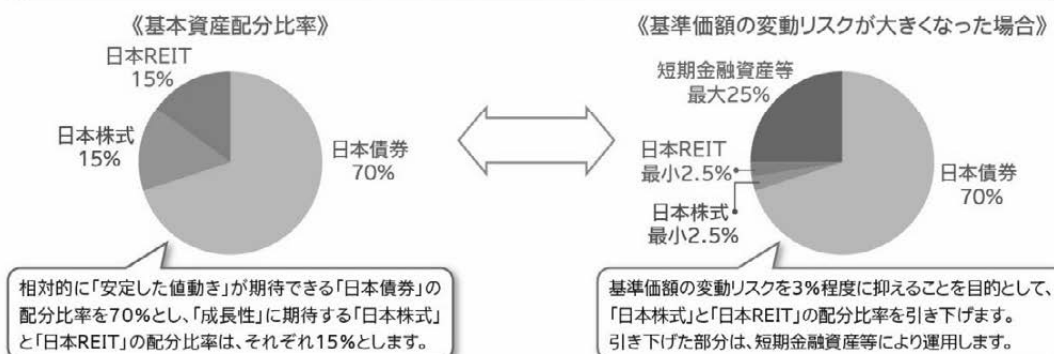 《基本資産配分比率》
日本REIT
15%
日本株式
15%
日本債券
70%
相対的に「安定した値動き」が期待できる「日本債券」の
配分比率を70%とし、「成長性」に期待する「日本株式」
と「日本REIT」の配分比率は、それぞれ15%とします。
《基準価額の変動リスクが大きくなった場合》
短期金融資産等
最大25%
日本REIT
最小2.5%
日本株式
最小2.5%
日本債券
70%
基準価額の変動リスクを3%程度に抑えることを目的として、
「日本株式」と「日本REIT」の配分比率を引き下げます。
引き下げた部分は、短期金融資産等により運用します。